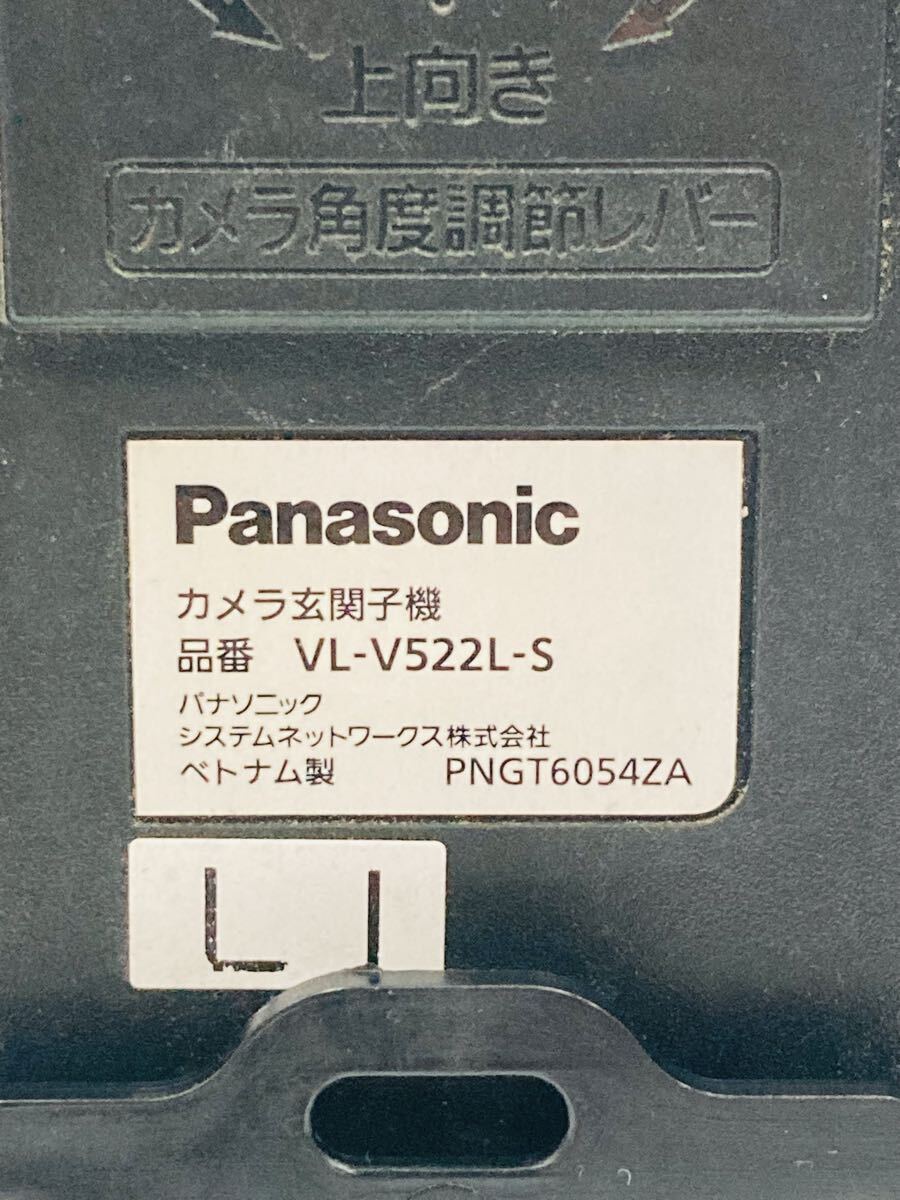 上向き
カメラ角度調節レバー
Panasonic
カメラ玄関子機
品番 VL-V522L-S
パナソニック
システムネットワークス株式会社
ベトナム製 PNGT6054ZA
L I